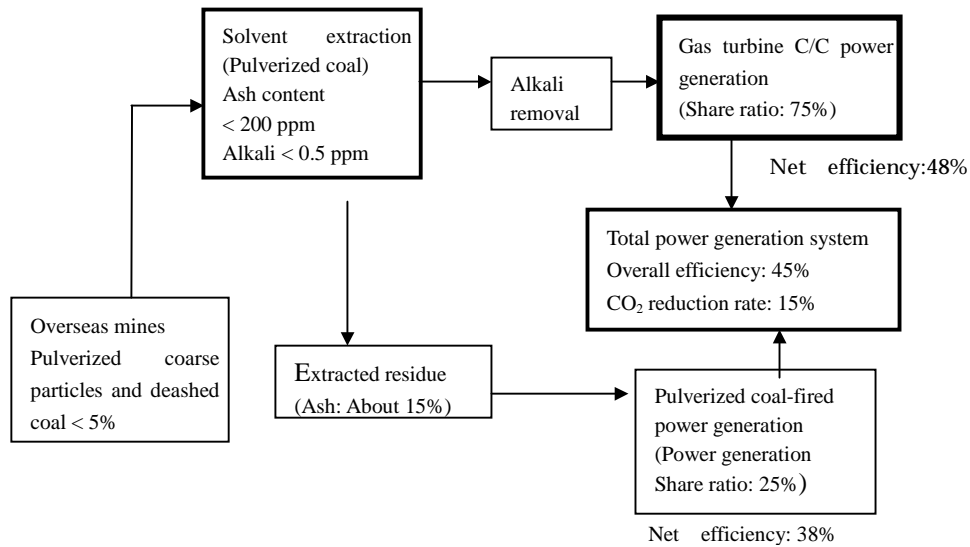 Solvent extraction
(Pulverized coal)
Ash content
< 200 ppm
Alkali < 0.5 ppm
Alkali
removal
Gas turbine C/C power
generation
(Share ratio: 75%)
Net efficiency:48%
Total power generation system
Overall efficiency: 45%
CO₂ reduction rate: 15%
Overseas mines
Pulverized coarse
particles and deashed
coal < 5%
Extracted residue
(Ash: About 15%)
Pulverized coal-fired
power generation
(Power generation
Share ratio: 25%)
Net efficiency: 38%